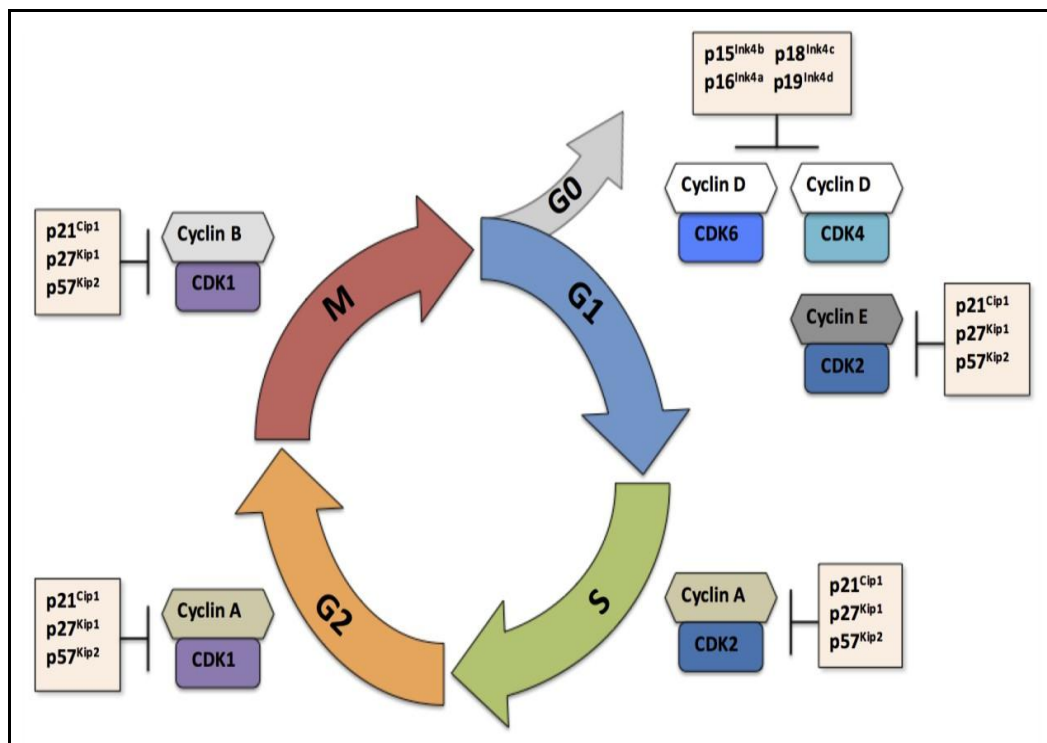 p15Ink4b p18Ink4c
p16Ink4a p19Ink4d
Cyclin D
CDK6
Cyclin D
CDK4
G0
p21Cip1
p27Kip1
p57Kip2
Cyclin B
CDK1
M
G1
Cyclin E
CDK2
p21Cip1
p27Kip1
p57Kip2
p21Cip1
p27Kip1
p57Kip2
Cyclin A
CDK1
G2
S
Cyclin A
CDK2
p21Cip1
p27Kip1
p57Kip2